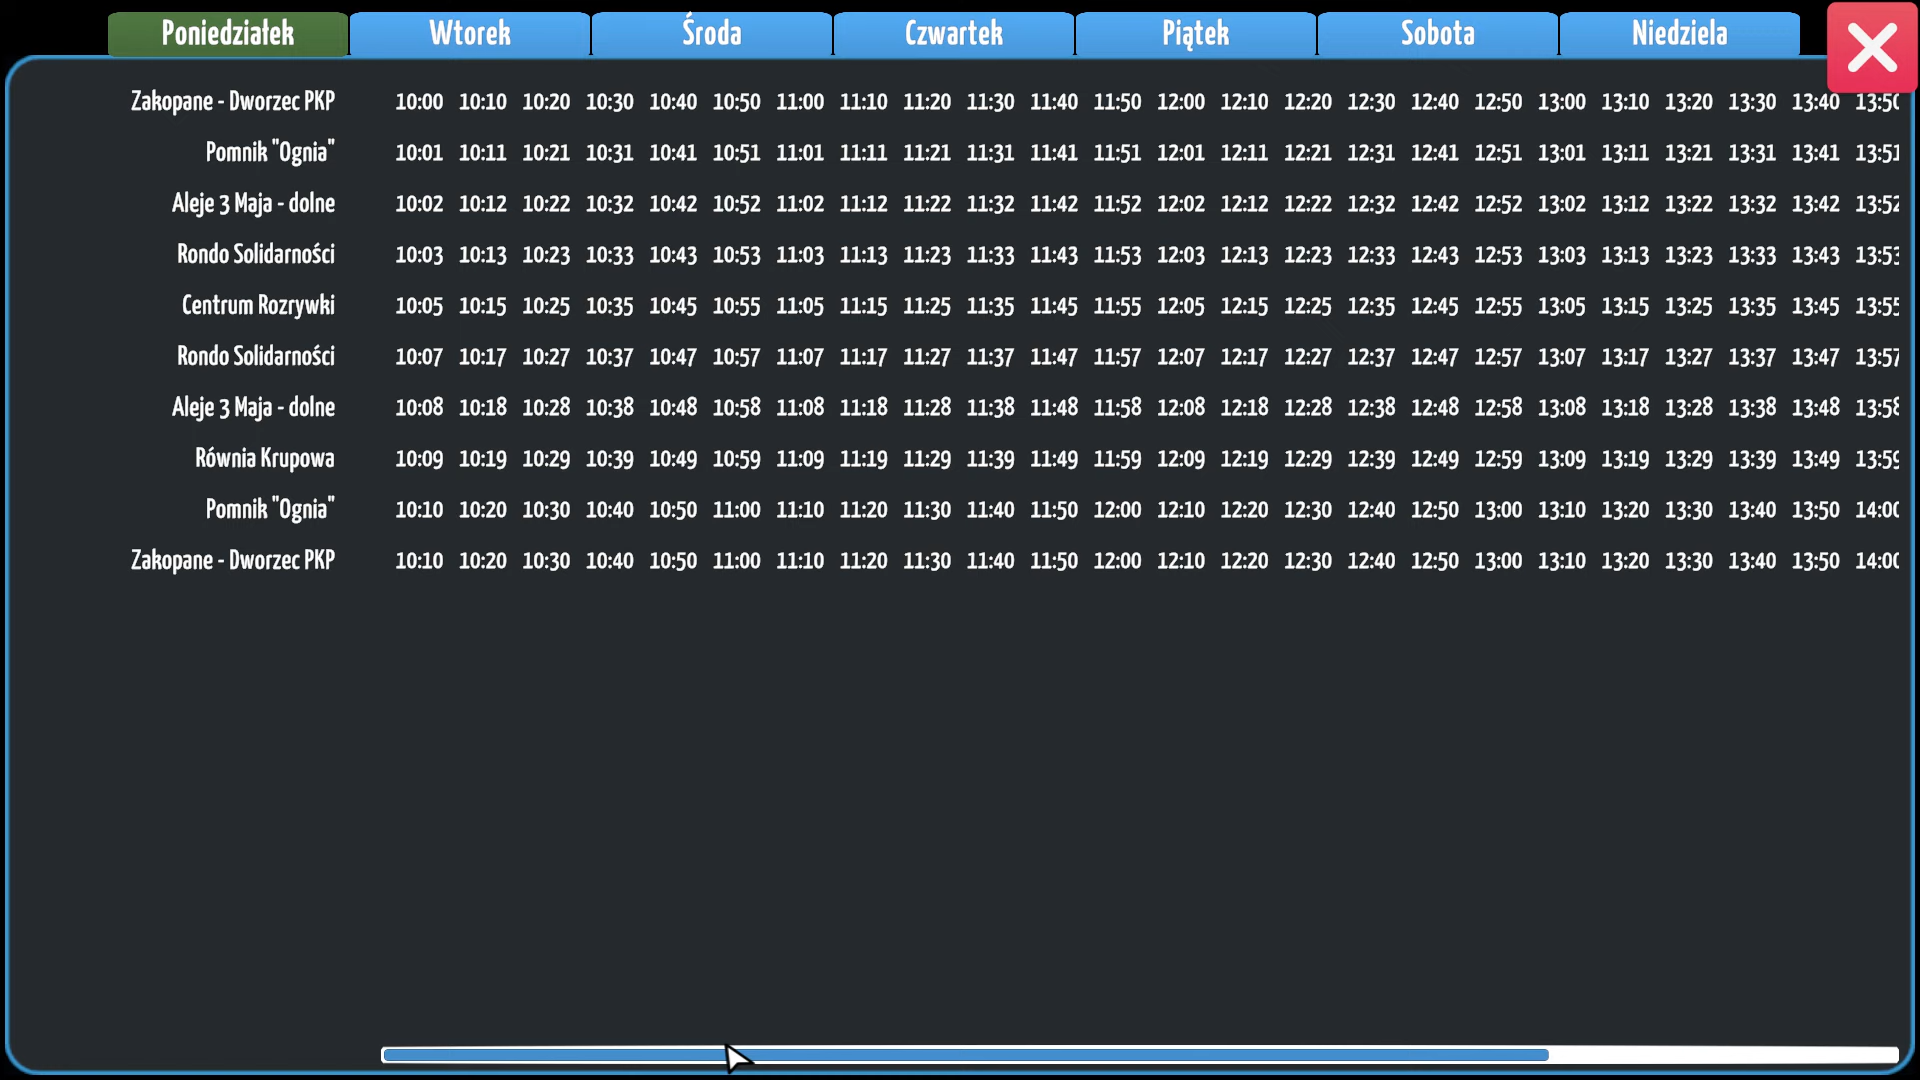 Poniedziałek Wtorek Środa Czwartek Piątek Sobota Niedziela
Zakopane - Dworzec PKP 10:00 10:10 10:20 10:30 10:40 10:50 11:00 11:10 11:20 11:30 11:40 11:50 12:00 12:10 12:20 12:30 12:40 12:50 13:00 13:10 13:20 13:30 13:40 13:50
Pomnik "Ognia" 10:01 10:11 10:21 10:31 10:41 10:51 11:01 11:11 11:21 11:31 11:41 11:51 12:01 12:11 12:21 12:31 12:41 12:51 13:01 13:11 13:21 13:31 13:41 13:51
Aleje 3 Maja - dolne 10:02 10:12 10:22 10:32 10:42 10:52 11:02 11:12 11:22 11:32 11:42 11:52 12:02 12:12 12:22 12:32 12:42 12:52 13:02 13:12 13:22 13:32 13:42 13:52
Rondo Solidarności 10:03 10:13 10:23 10:33 10:43 10:53 11:03 11:13 11:23 11:33 11:43 11:53 12:03 12:13 12:23 12:33 12:43 12:53 13:03 13:13 13:23 13:33 13:43 13:53
Centrum Rozrywki 10:05 10:15 10:25 10:35 10:45 10:55 11:05 11:15 11:25 11:35 11:45 11:55 12:05 12:15 12:25 12:35 12:45 12:55 13:05 13:15 13:25 13:35 13:45 13:55
Rondo Solidarności 10:07 10:17 10:27 10:37 10:47 10:57 11:07 11:17 11:27 11:37 11:47 11:57 12:07 12:17 12:27 12:37 12:47 12:57 13:07 13:17 13:27 13:37 13:47 13:57
Aleje 3 Maja - dolne 10:08 10:18 10:28 10:38 10:48 10:58 11:08 11:18 11:28 11:38 11:48 11:58 12:08 12:18 12:28 12:38 12:48 12:58 13:08 13:18 13:28 13:38 13:48 13:58
Równia Krupowa 10:09 10:19 10:29 10:39 10:49 10:59 11:09 11:19 11:29 11:39 11:49 11:59 12:09 12:19 12:29 12:39 12:49 12:59 13:09 13:19 13:29 13:39 13:49 13:59
Pomnik "Ognia" 10:10 10:20 10:30 10:40 10:50 11:00 11:10 11:20 11:30 11:40 11:50 12:00 12:10 12:20 12:30 12:40 12:50 13:00 13:10 13:20 13:30 13:40 13:50 14:00
Zakopane - Dworzec PKP 10:10 10:20 10:30 10:40 10:50 11:00 11:10 11:20 11:30 11:40 11:50 12:00 12:10 12:20 12:30 12:40 12:50 13:00 13:10 13:20 13:30 13:40 13:50 14:00